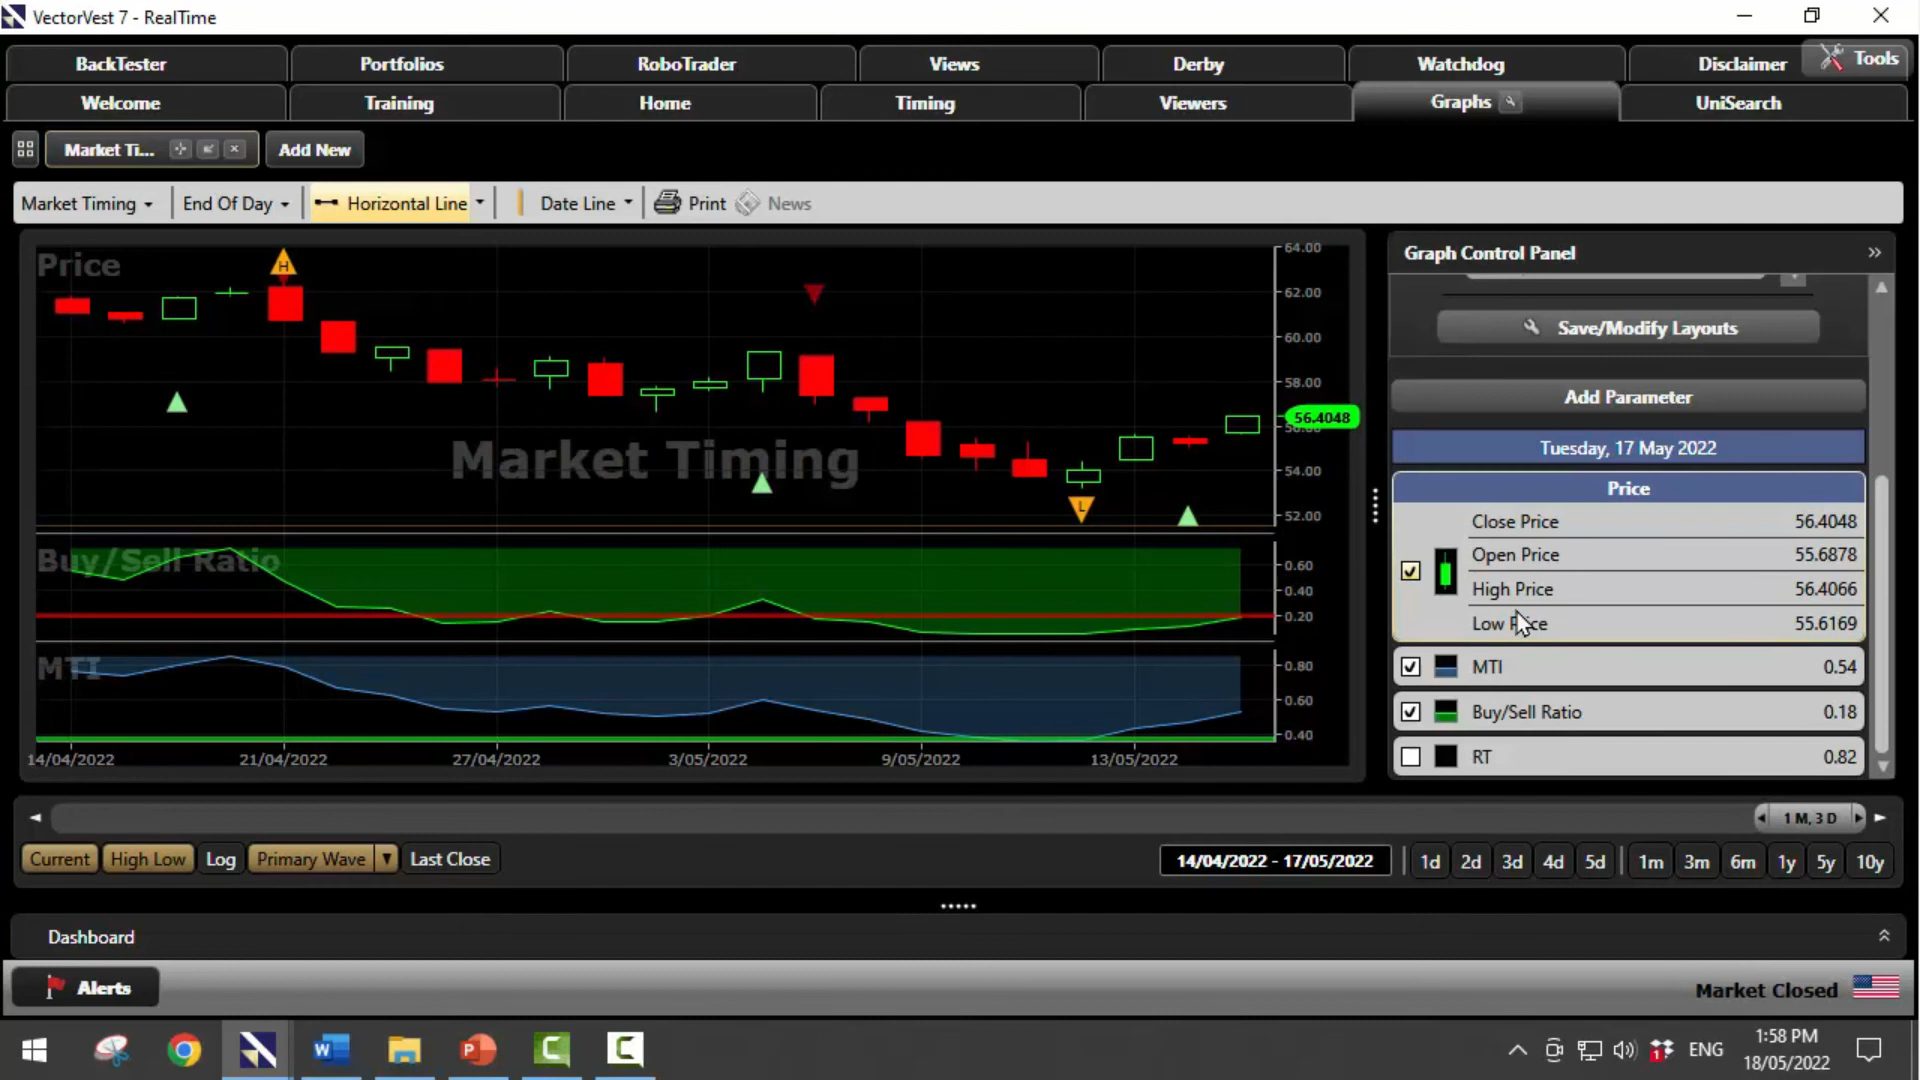 VectorVest 7 - RealTime
BackTester
Portfolios
RoboTrader
Views
Derby
Watchdog
Disclaimer
Tools
Welcome
Training
Home
Timing
Viewers
Graphs
UniSearch
Market Ti...
Add New
Market Timing
End Of Day
Horizontal Line
Date Line
Print
News
Price
H
L
Market Timing
64.00
62.00
60.00
58.00
56.4048
54.00
52.00
Buy/Sell Ratio
0.60
0.40
0.20
MTI
0.80
0.60
0.40
14/04/2022
21/04/2022
27/04/2022
3/05/2022
9/05/2022
13/05/2022
Graph Control Panel
Save/Modify Layouts
Add Parameter
Tuesday, 17 May 2022
Price
Close Price 56.4048
Open Price 55.6878
High Price 56.4066
Low Price 55.6169
MTI 0.54
Buy/Sell Ratio 0.18
RT 0.82
1 M, 3 D
Current
High Low
Log
Primary Wave
Last Close
14/04/2022 - 17/05/2022
1d
2d
3d
4d
5d
1m
3m
6m
1y
5y
10y
Dashboard
Alerts
Market Closed
ENG
1:58 PM
18/05/2022